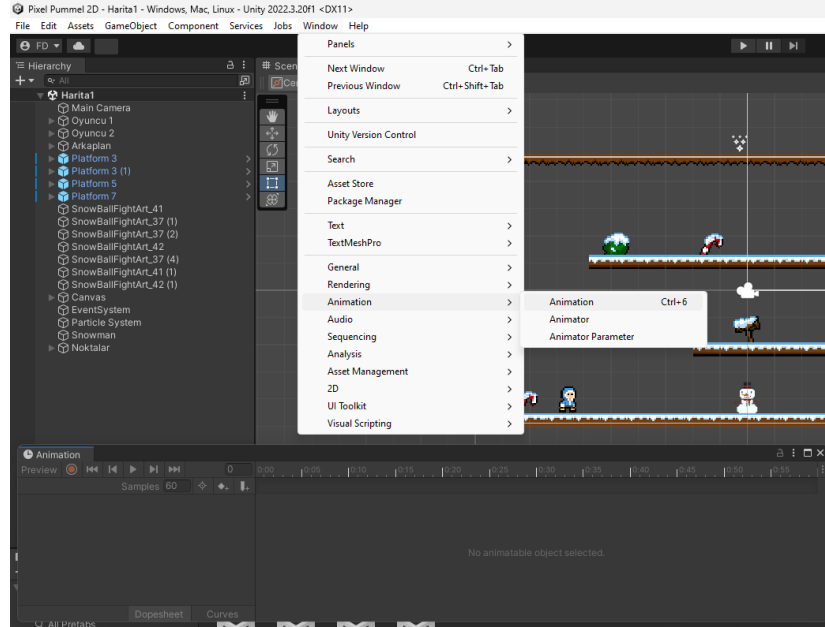 Pixel Pummel 2D - Harita1 - Windows, Mac, Linux - Unity 2022.3.20f1 <DX11>
File Edit Assets GameObject Component Services Jobs Window Help
FD
Hierarchy
All
Harita1
Main Camera
Oyuncu 1
Oyuncu 2
Arkaplan
Platform 3
Platform 3 (1)
Platform 5
Platform 7
SnowBallFightArt_41
SnowBallFightArt_37 (1)
SnowBallFightArt_37 (2)
SnowBallFightArt_42
SnowBallFightArt_37 (4)
SnowBallFightArt_41 (1)
SnowBallFightArt_42 (1)
Canvas
EventSystem
Particle System
Snowman
Noktalar
# Scen
Cen
Panels
Next Window Ctrl+Tab
Previous Window Ctrl+Shift+Tab
Layouts
Unity Version Control
Search
Asset Store
Package Manager
Text
TextMeshPro
General
Rendering
Animation
Audio
Sequencing
Analysis
Asset Management
2D
UI Toolkit
Visual Scripting
Animation Ctrl+6
Animator
Animator Parameter
Animation
Preview 0 0:00 0:05 0:10 0:15 0:20 0:25 0:30 0:35 0:40 0:45 0:50 0:55
Samples 60
No animatable object selected.
Dopesheet Curves
All Prefabs